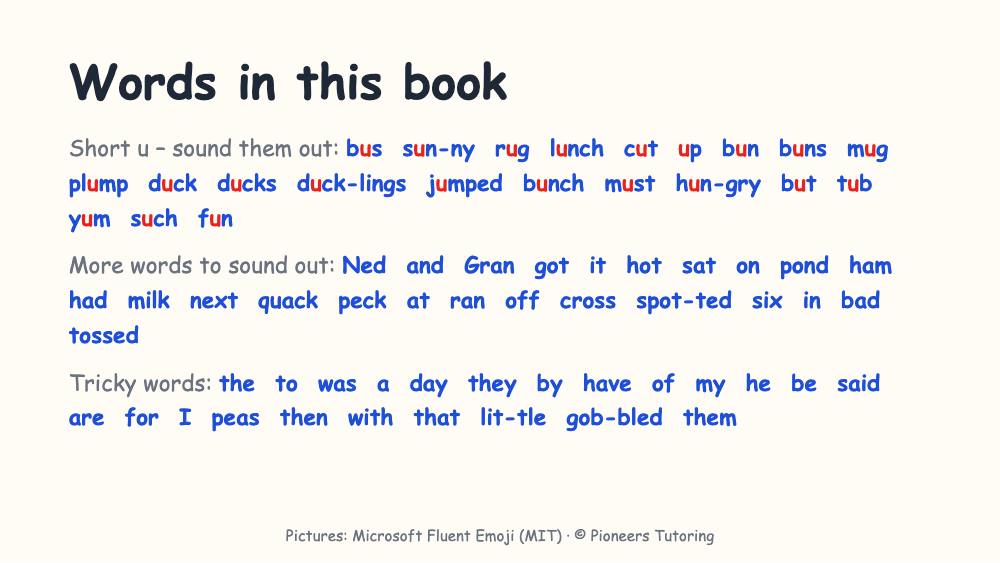 Words in this book
Short u – sound them out: bus sun-ny rug lunch cut up bun buns mug
plump duck ducks duck-lings jumped bunch must hun-gry but tub
yum such fun
More words to sound out: Ned and Gran got it hot sat on pond ham
had milk next quack peck at ran off cross spot-ted six in bad
tossed
Tricky words: the to was a day they by have of my he be said
are for I peas then with that lit-tle gob-bled them
Pictures: Microsoft Fluent Emoji (MIT) · © Pioneers Tutoring